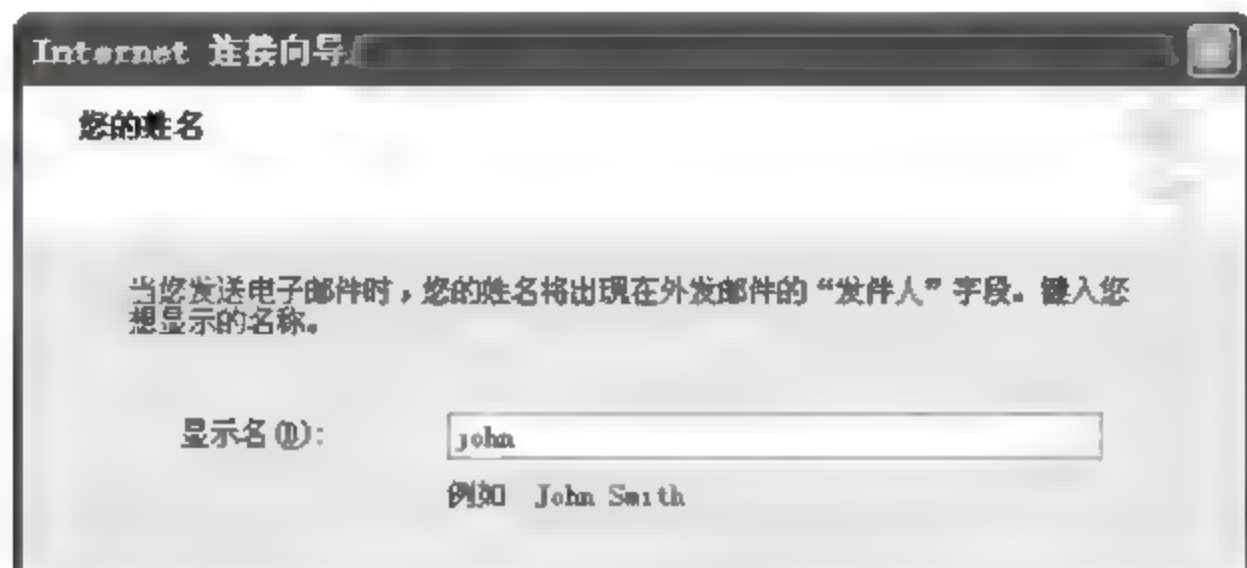 Internet 连接向导
您的姓名
当您发送电子邮件时，您的姓名将出现在外发邮件的“发件人”字段。键入您
想显示的名称。
显示名(D):
john
例如 John Smith